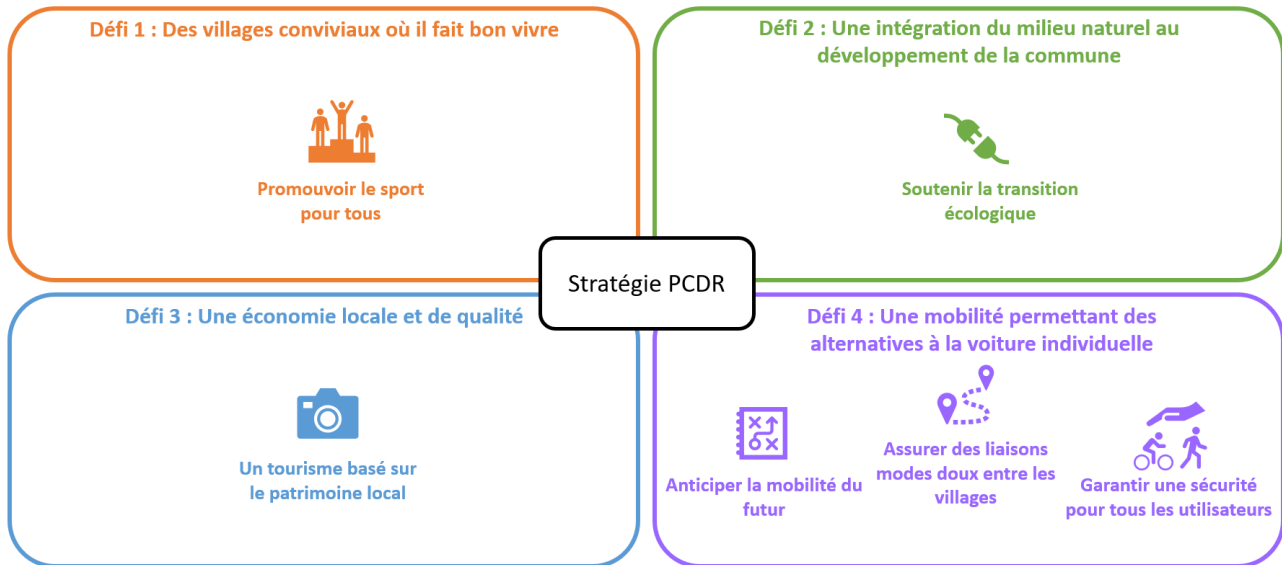 Défi 1 : Des villages conviviaux où il fait bon vivre
Promouvoir le sport
pour tous
Défi 2 : Une intégration du milieu naturel au
développement de la commune
Soutenir la transition
écologique
Stratégie PCDR
Défi 3 : Une économie locale et de qualité
Un tourisme basé sur
le patrimoine local
Défi 4 : Une mobilité permettant des
alternatives à la voiture individuelle
Anticiper la mobilité du
futur
Assurer des liaisons
modes doux entre les
villages
Garantir une sécurité
pour tous les utilisateurs